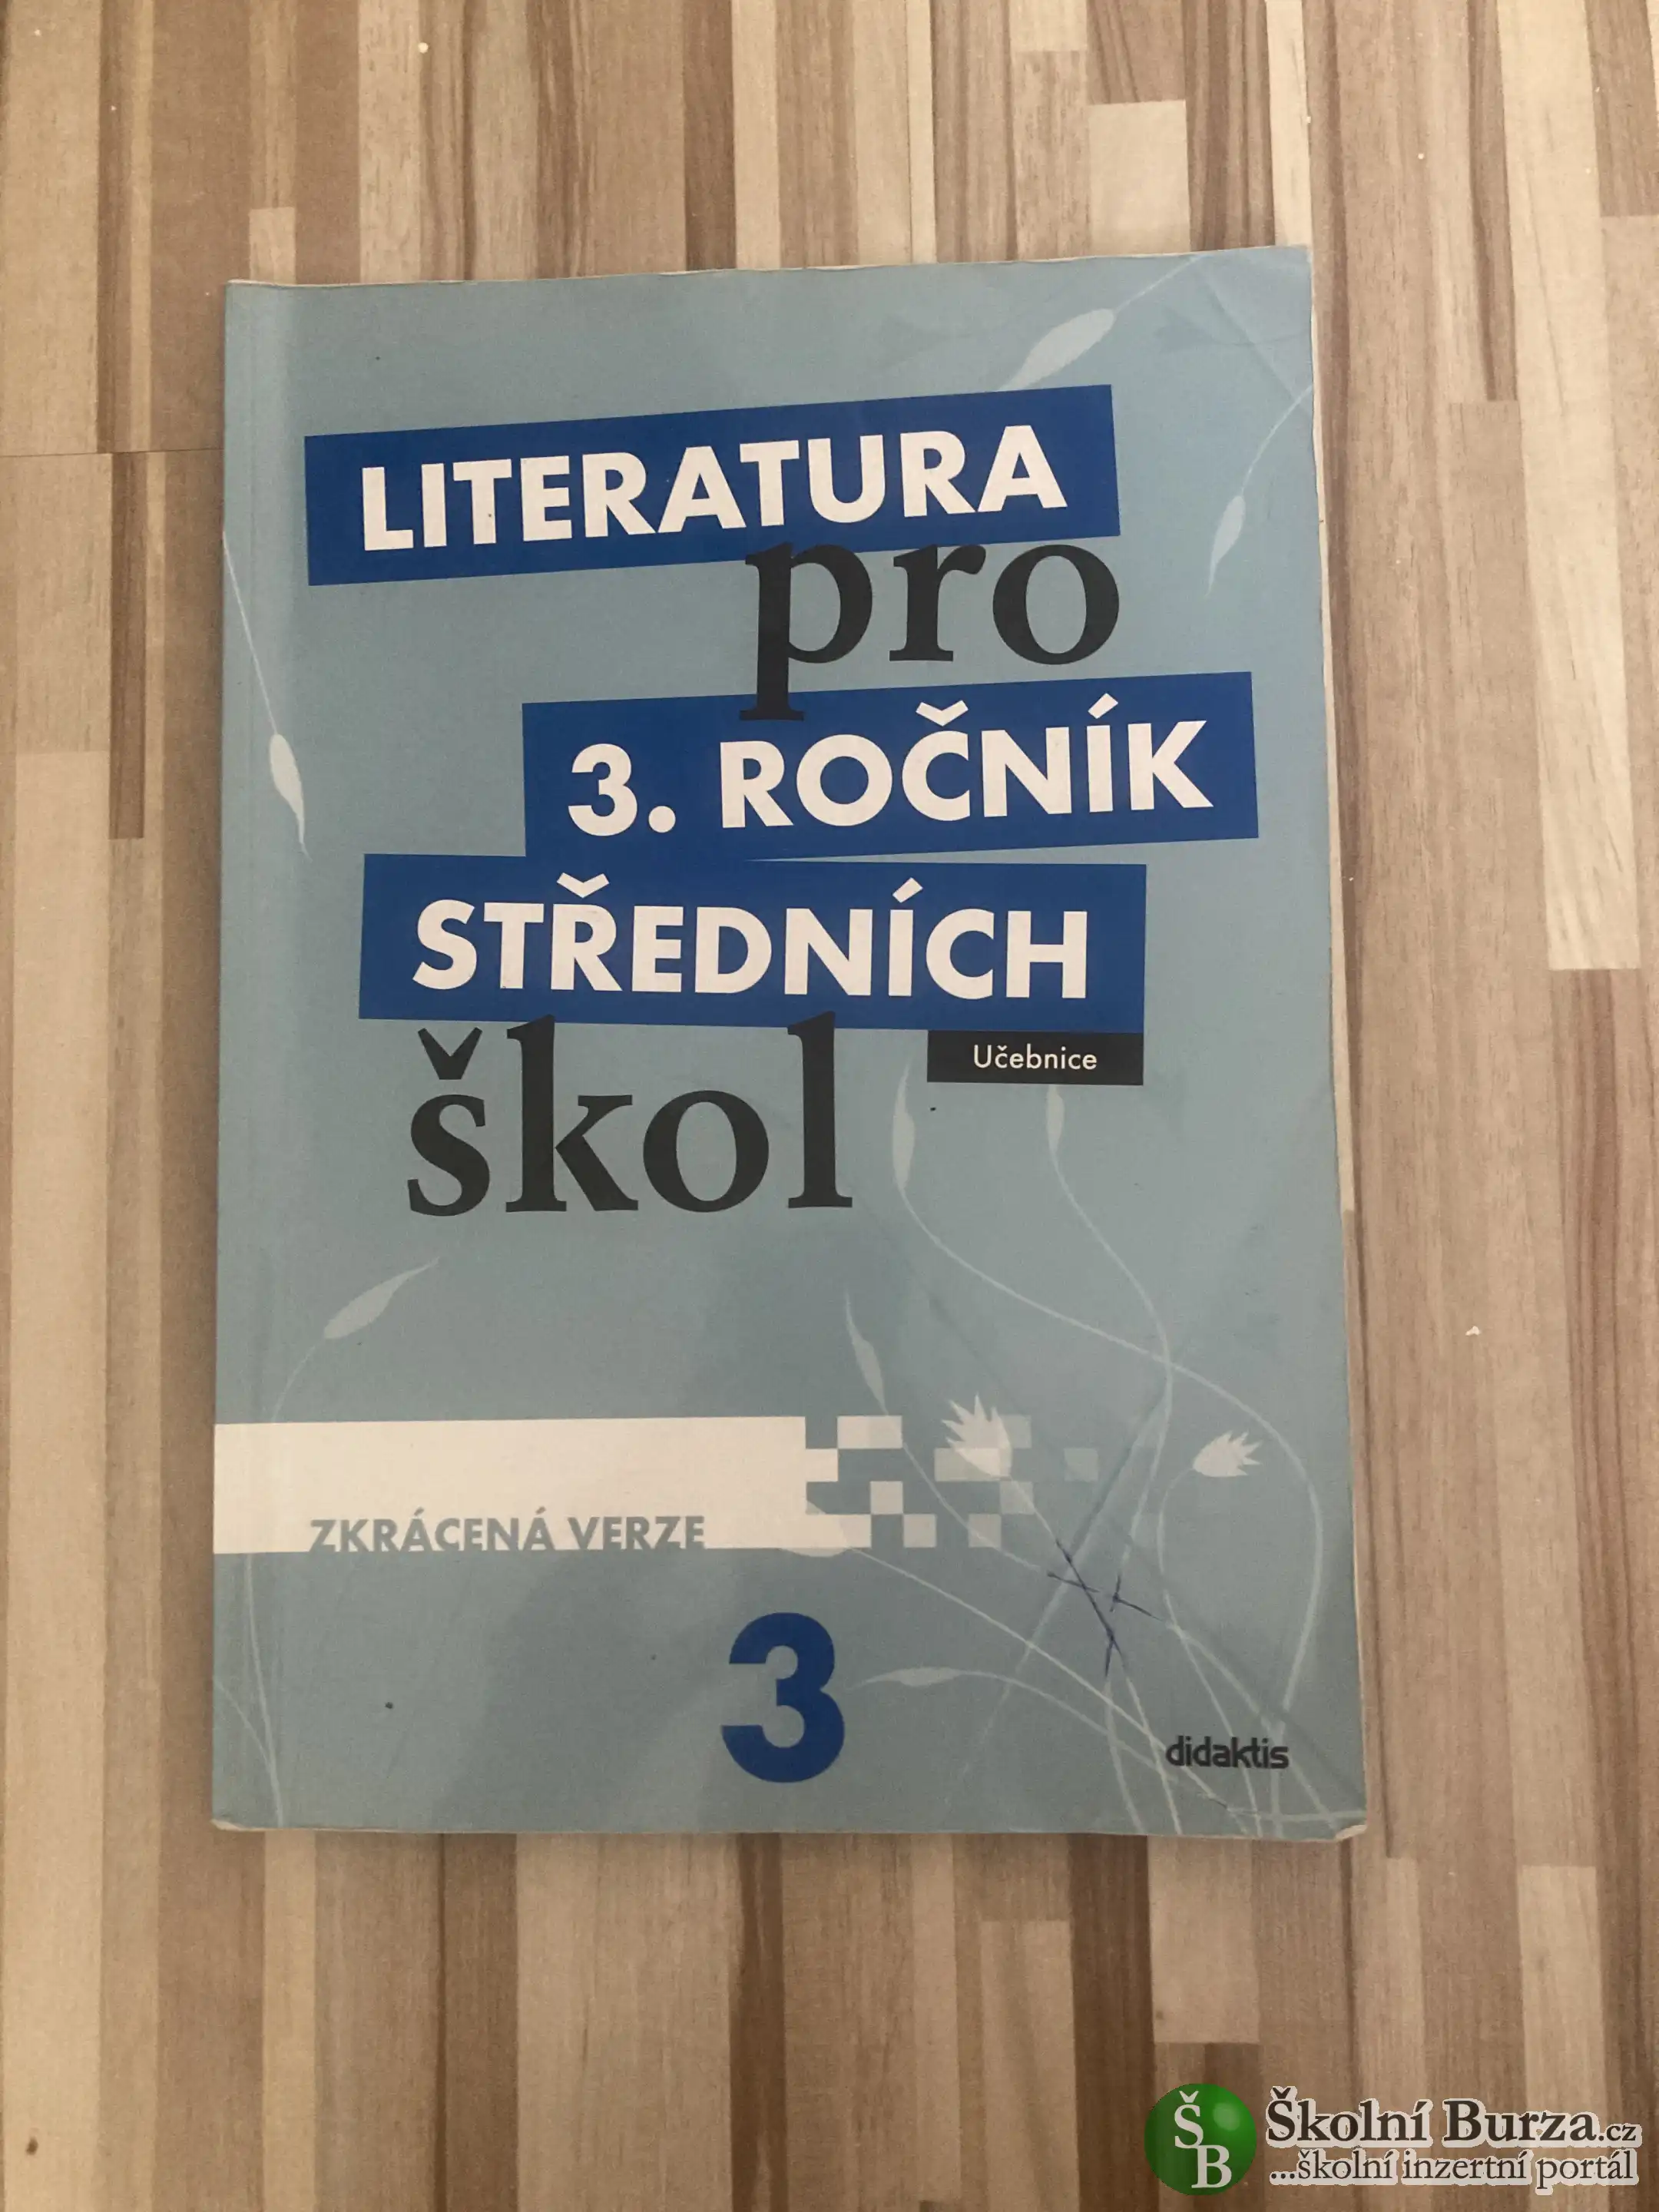 LITERATURA
pro
3. ROČNÍK
STŘEDNÍCH
škol
Učebnice
ZKRÁCENÁ VERZE
3
didaktis
ŠB
Školní Burza.cz
...školní inzertní portál